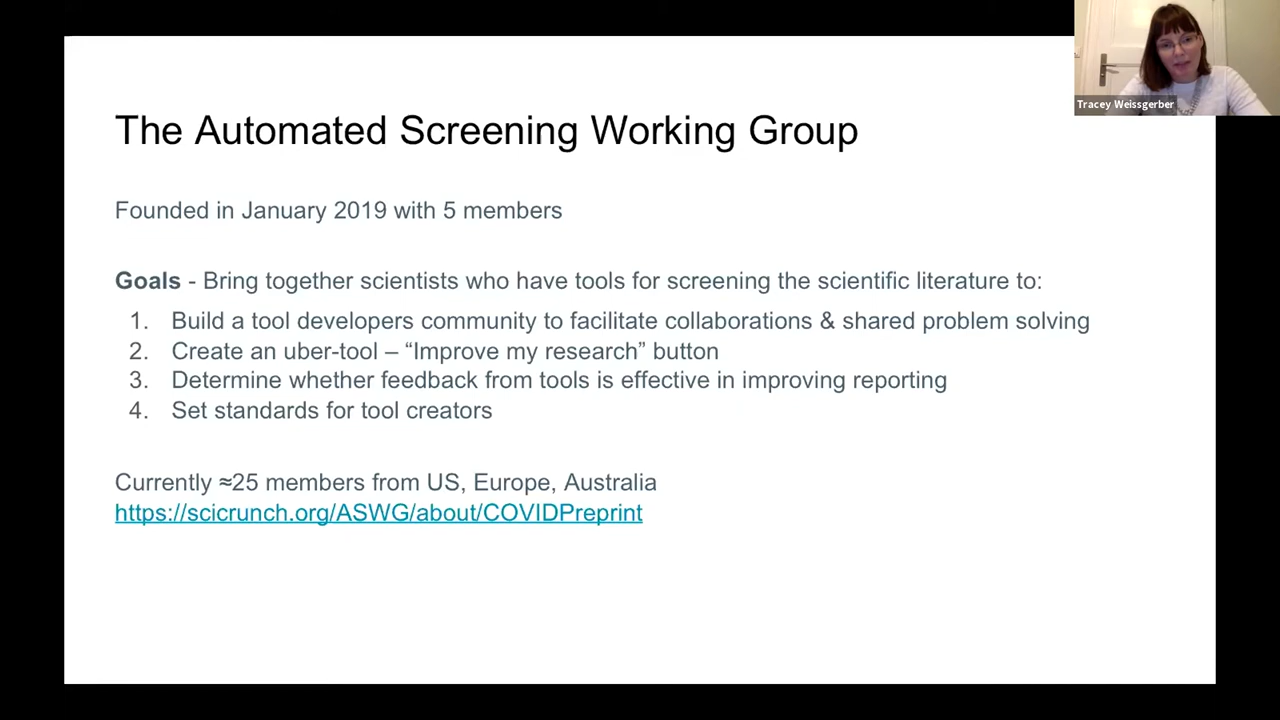 The Automated Screening Working Group
Founded in January 2019 with 5 members
Goals - Bring together scientists who have tools for screening the scientific literature to:
1. Build a tool developers community to facilitate collaborations & shared problem solving
2. Create an uber-tool – “Improve my research” button
3. Determine whether feedback from tools is effective in improving reporting
4. Set standards for tool creators
Currently ≈25 members from US, Europe, Australia
https://scicrunch.org/ASWG/about/COVIDPreprint
Tracey Weissgerber